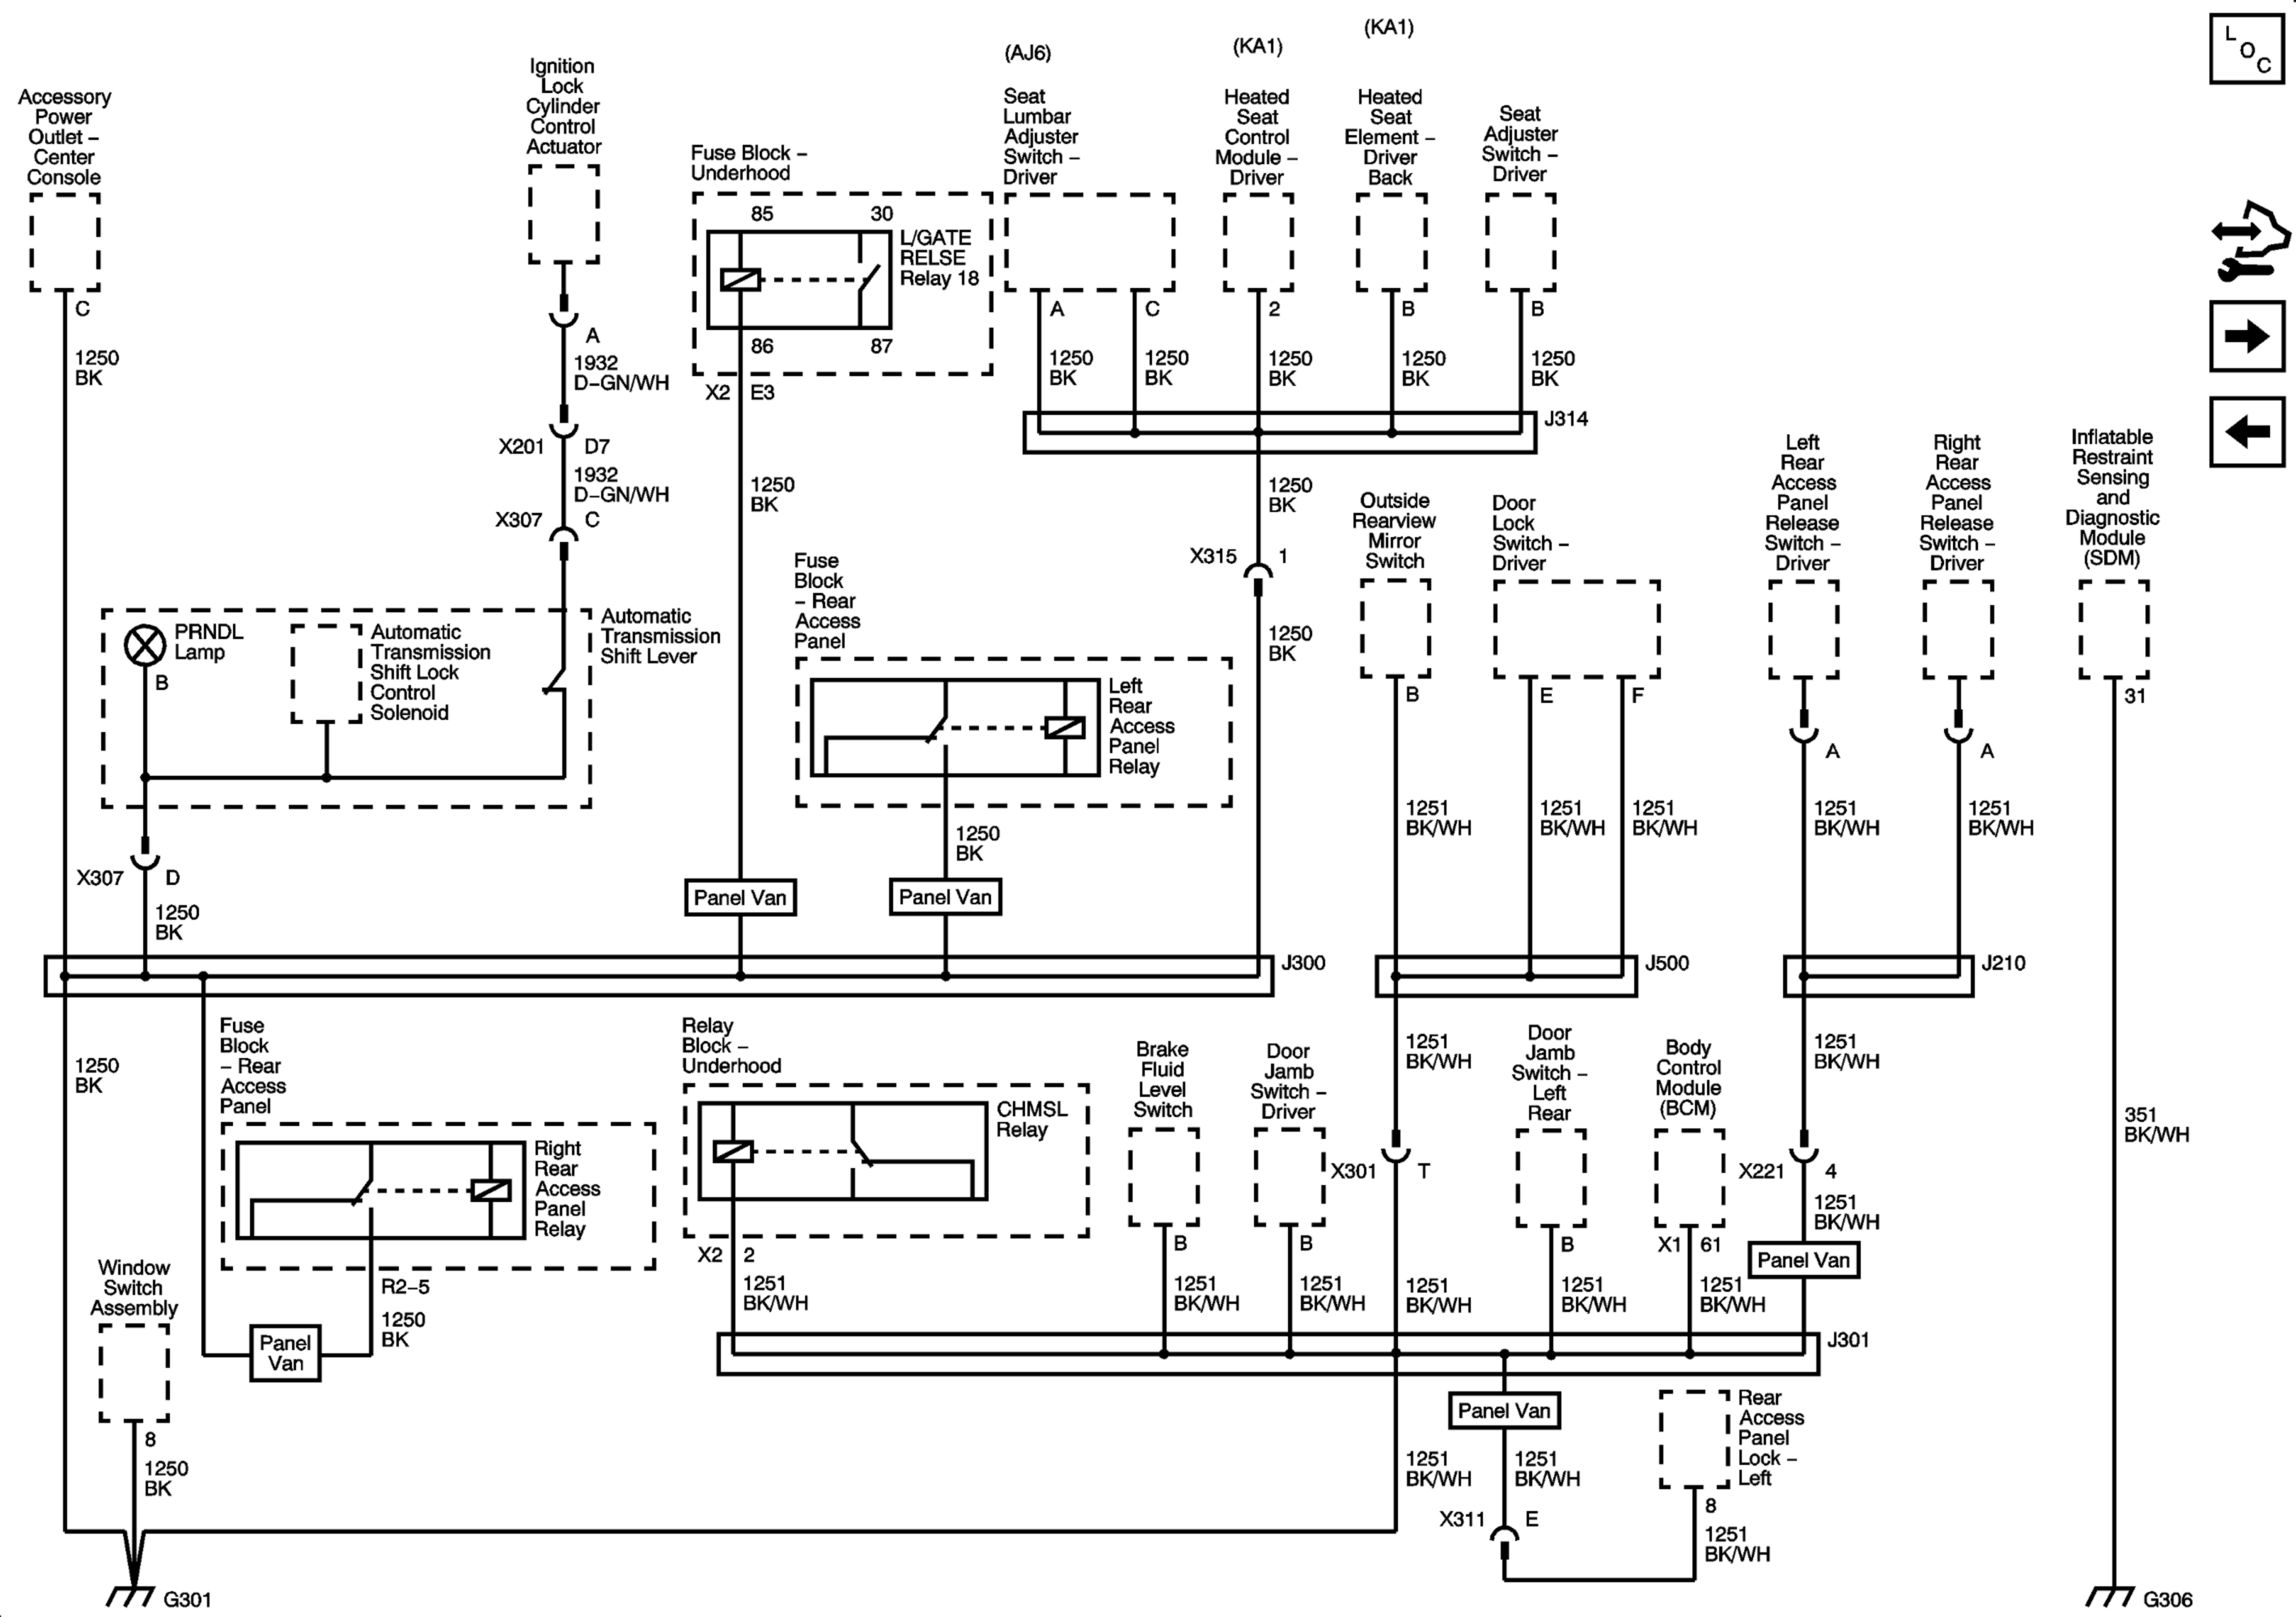 (KA1)
(AJ6)
(KA1)
L
O
C
Accessory
Power
Outlet –
Center
Console
Ignition
Lock
Cylinder
Control
Actuator
Fuse Block –
Underhood
Seat
Lumbar
Adjuster
Switch –
Driver
Heated
Seat
Control
Module –
Driver
Heated
Seat
Element –
Driver
Back
Seat
Adjuster
Switch –
Driver
85
30
L/GATE
RELSE
Relay 18
86
87
X2
E3
C
1250
BK
A
1932
D–GN/WH
X201
D7
1932
D–GN/WH
X307
C
A
C
2
B
B
1250
BK
1250
BK
1250
BK
1250
BK
1250
BK
J314
1250
BK
1250
BK
X315
1
1250
BK
Outside
Rearview
Mirror
Switch
Door
Lock
Switch –
Driver
Left
Rear
Access
Panel
Release
Switch –
Driver
Right
Rear
Access
Panel
Release
Switch –
Driver
Inflatable
Restraint
Sensing
and
Diagnostic
Module
(SDM)
Fuse
Block
– Rear
Access
Panel
PRNDL
Lamp
B
Automatic
Transmission
Shift Lock
Control
Solenoid
Automatic
Transmission
Shift Lever
Left
Rear
Access
Panel
Relay
B
E
F
A
A
31
1251
BK/WH
1251
BK/WH
1251
BK/WH
1251
BK/WH
1251
BK/WH
1250
BK
X307
D
1250
BK
Panel Van
Panel Van
J300
J500
J210
1250
BK
Fuse
Block
– Rear
Access
Panel
Right
Rear
Access
Panel
Relay
R2–5
1250
BK
Panel
Van
Relay
Block –
Underhood
CHMSL
Relay
X2
2
1251
BK/WH
Brake
Fluid
Level
Switch
B
1251
BK/WH
Door
Jamb
Switch –
Driver
B
1251
BK/WH
1251
BK/WH
X301
T
1251
BK/WH
Door
Jamb
Switch –
Left
Rear
B
1251
BK/WH
Body
Control
Module
(BCM)
X1
61
1251
BK/WH
1251
BK/WH
X221
4
1251
BK/WH
Panel Van
351
BK/WH
J301
Window
Switch
Assembly
8
1250
BK
Panel Van
1251
BK/WH
1251
BK/WH
X311
E
Rear
Access
Panel
Lock –
Left
8
1251
BK/WH
G301
G306